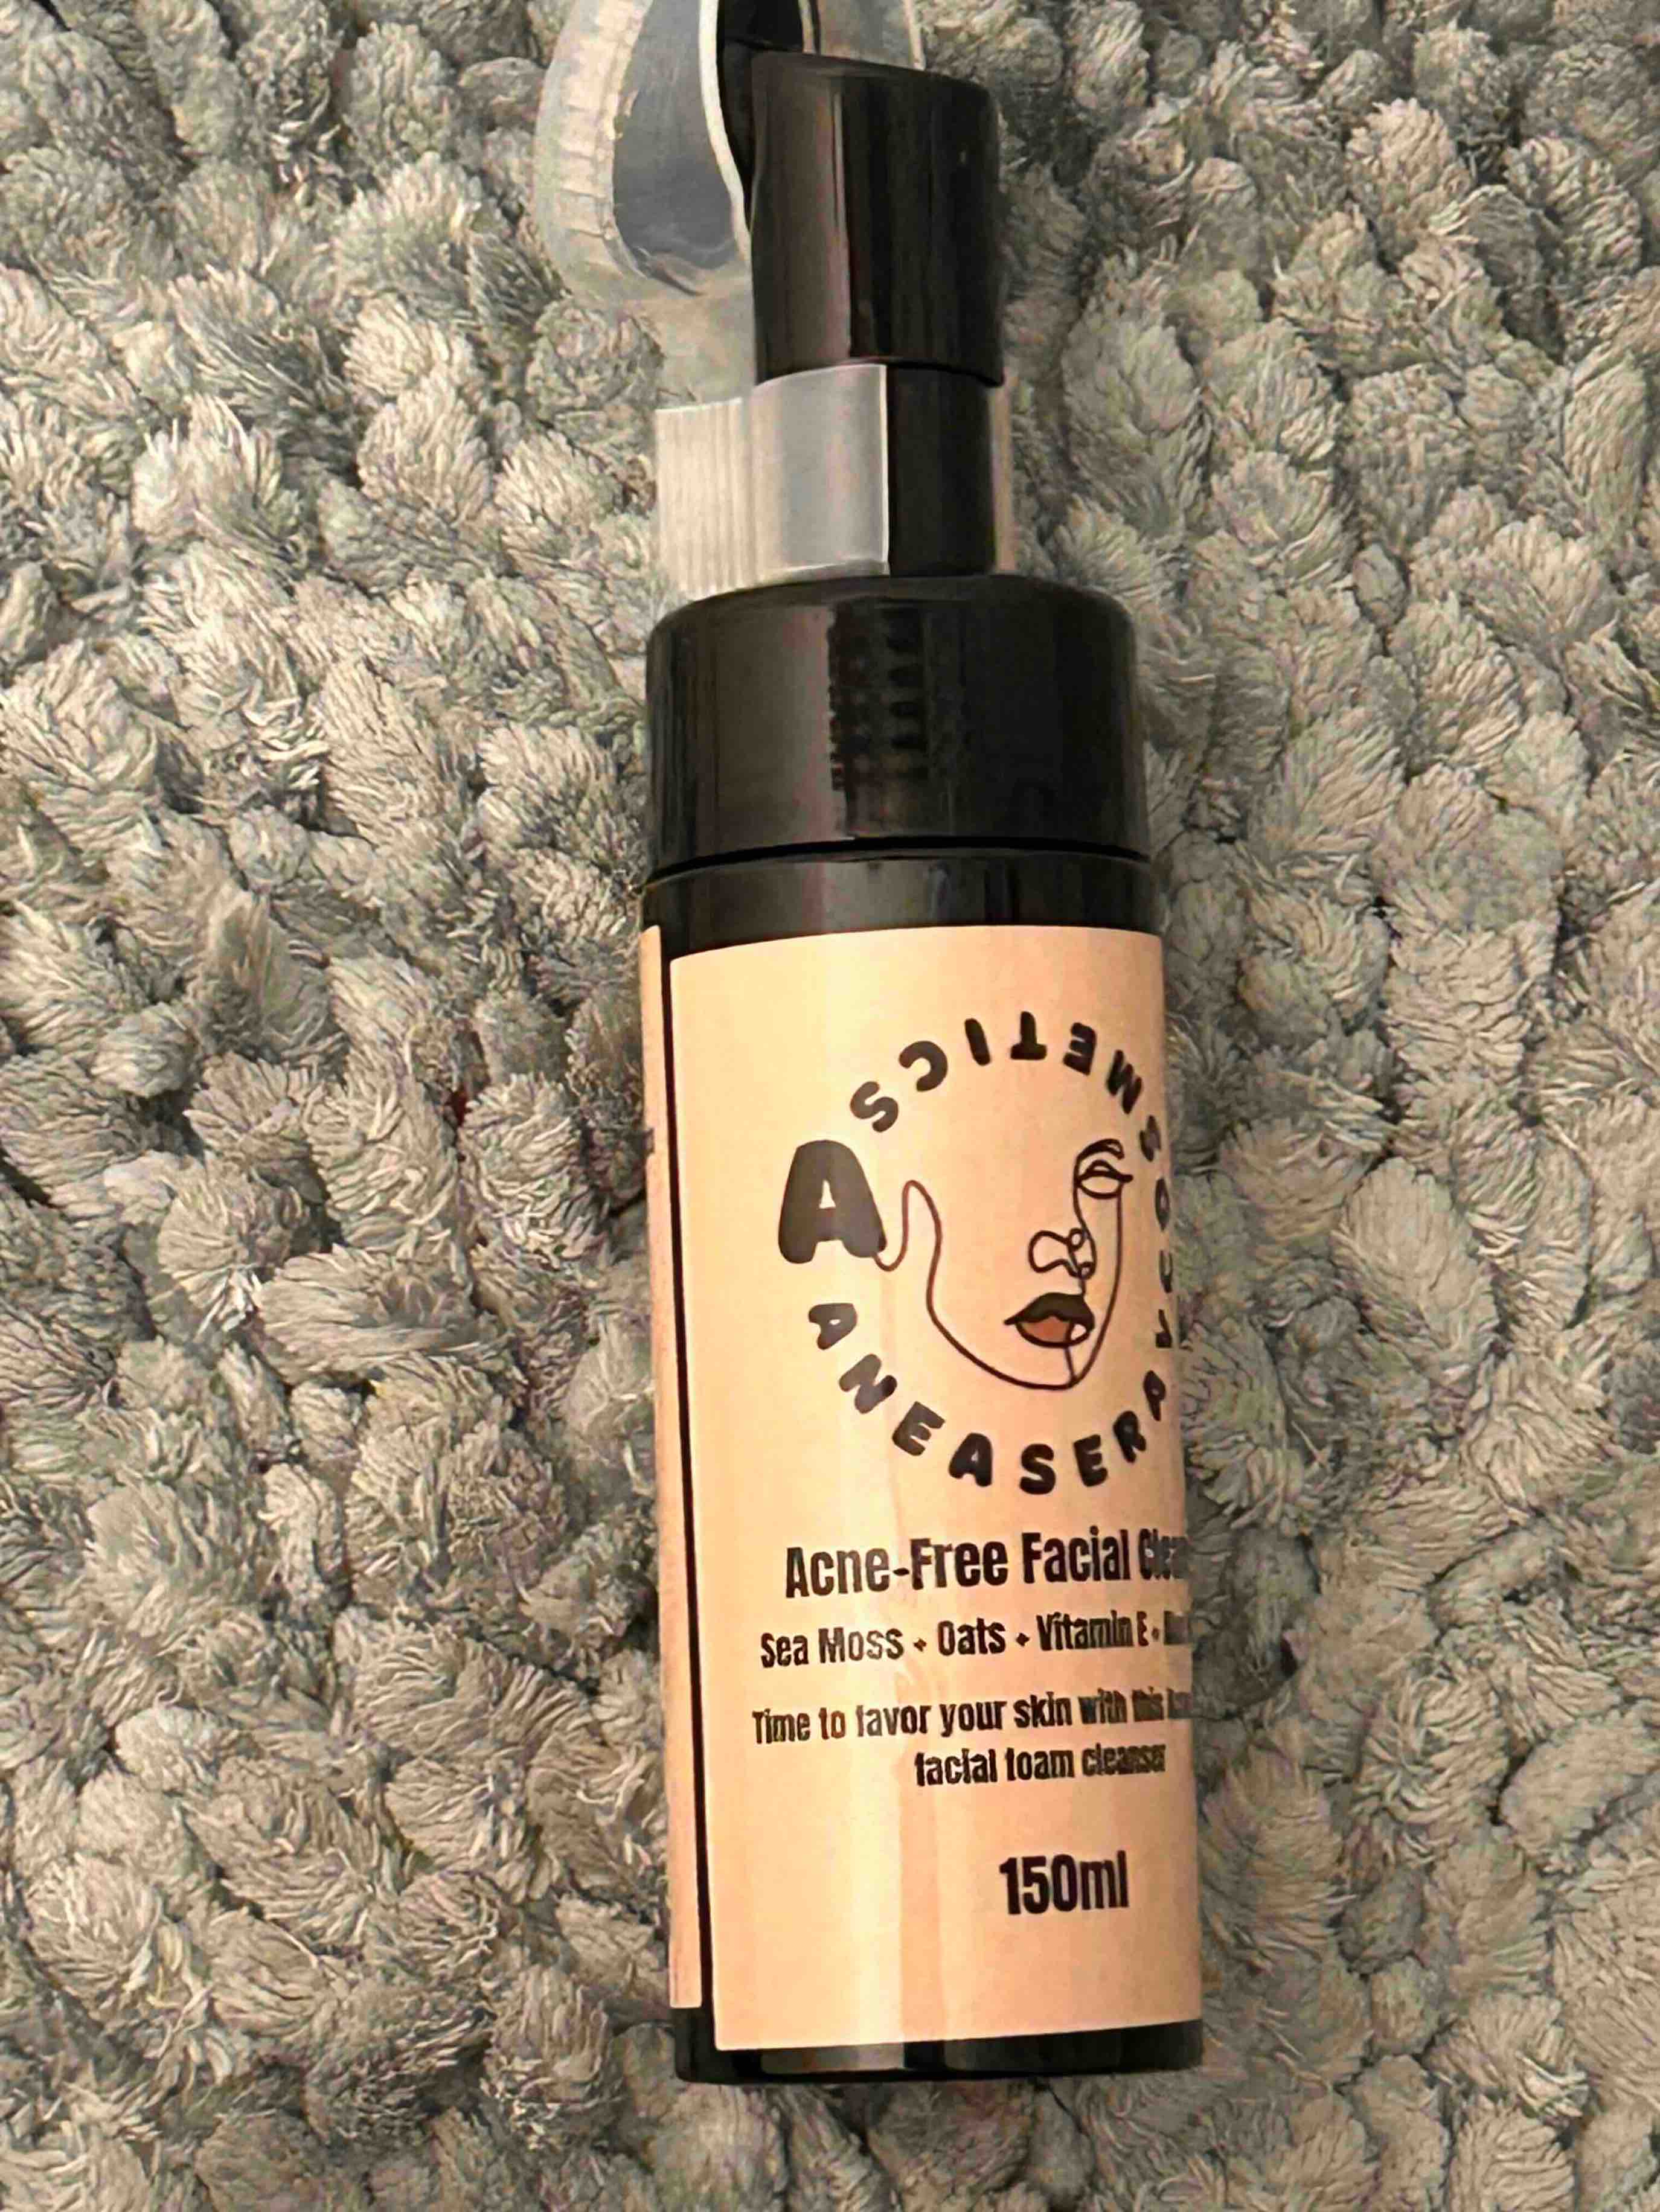 A
ANEASERA
COSMETICS
Acne-Free Facial
Sea Moss + Oats + Vitamin E +
Time to favor your skin with this
facial foam cleanser
150ml